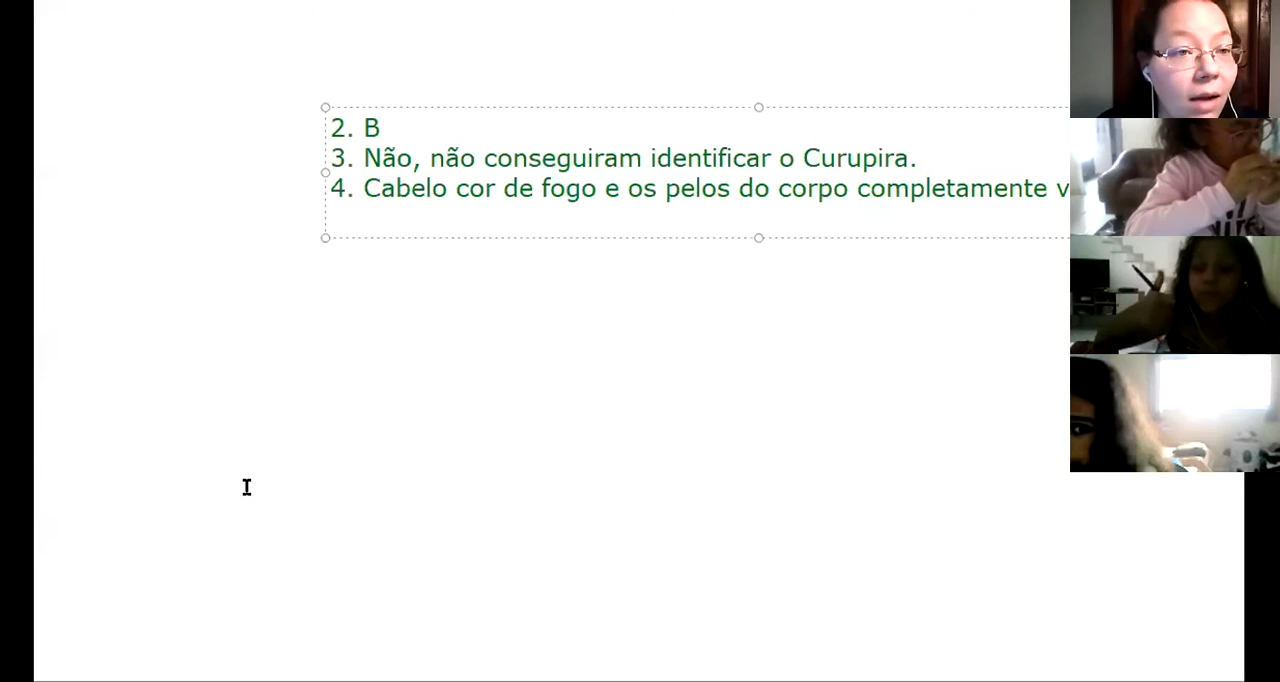 2. B
3. Não, não conseguiram identificar o Curupira.
4. Cabelo cor de fogo e os pelos do corpo completamente